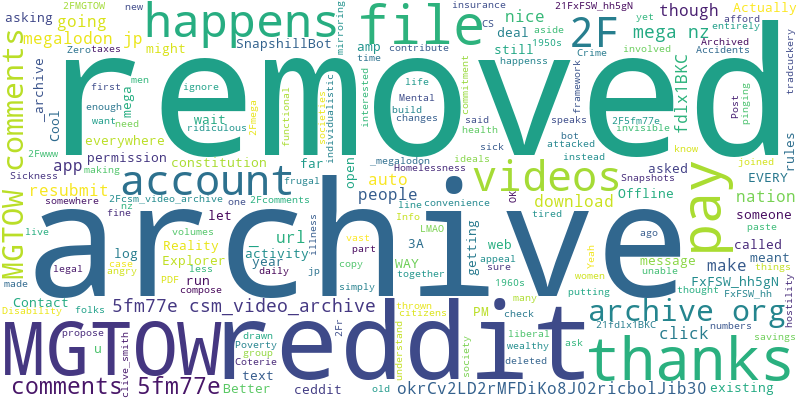 2FMGTOW new taxes going insurance CS 21FxFSW_hh5gN Actually
asking Zero happens file 2F though yet afford entirely
megalodon jp SnapshillBot nice deal mega nz 1950s
might mirroring amp time contribute still aside Archived involved Crime Accidents
MGTOW comments removed fd1x1BKC tradcuckery
archive first men ignore functional societies individualistic interested commitment life Mental build changes happenss framework 2F5fm77e Post pinging
Cool enough want need mega wait ridiculous 2Fmega said health speaks bot invisible know
2Fwww everywhere constitution far _megalodon sick attacked asked EVERY rules
app permission open ideals instead joined
Sickness making auto frugal Homelessness Snapshots
resubmit account videos pay nation
somewhere nz 2Fcsm_video_archive 2Fcomments people line convenience OK download Offline
live fine one let url 3A LMAO Info getting tired ago web called someone paste
log Reality _ year illness vast WAY appeal sure message unable meant things
made legal case angry volumes Explorer activity daily jp part together Yeah make FxFSW_hh5gN
Contact PDF less run copy simply 1960s women thought FxFSW_hh hostility
archive
Disability folks compose 5fm77e csm_video_archive PM many putting archive org
MGTOW reddit 21fd1x1BKC click numbers
propose clive_smith drawn Poverty group Coterie 2Fr thrown citizens understand society check liberal wealthy deleted ask savings
u text ceddit thanks
comments 5fm77e Better old okrCv2LD2rMFDiKo8J02ricbolJib30 existing